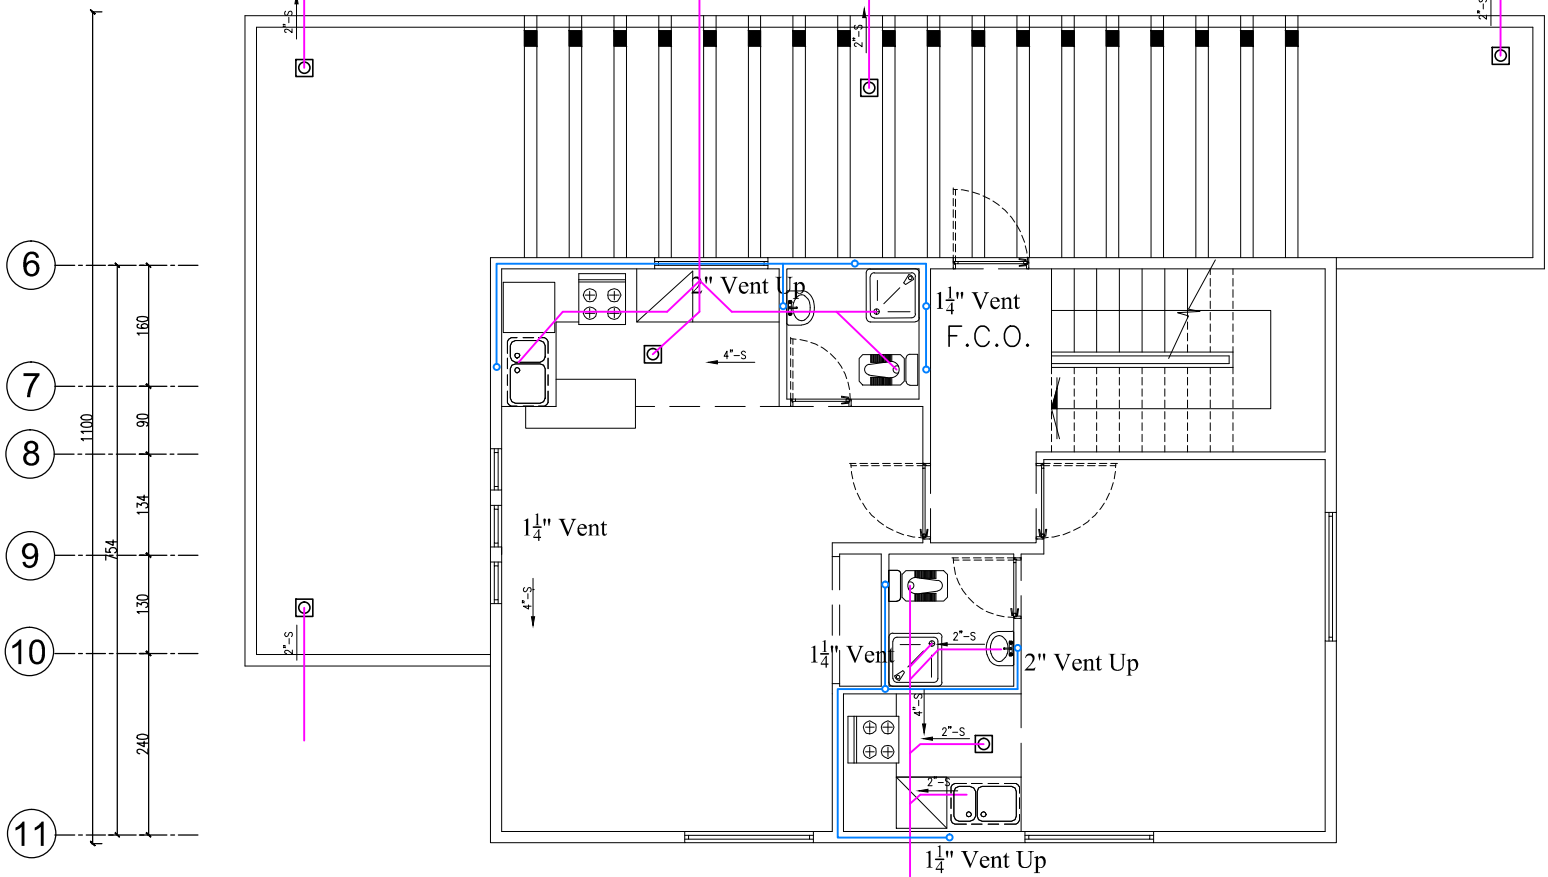 2"-S
2"-S
2"-S
6
2" Vent Up
1¼" Vent
F.C.O.
160
4"-S
7
1100
90
8
134
1¼" Vent
9
754
4"-S
130
10
2"-S
2"-S
1¼" Vent
2" Vent Up
4"-S
2"-S
240
2"-S
11
1¼" Vent Up